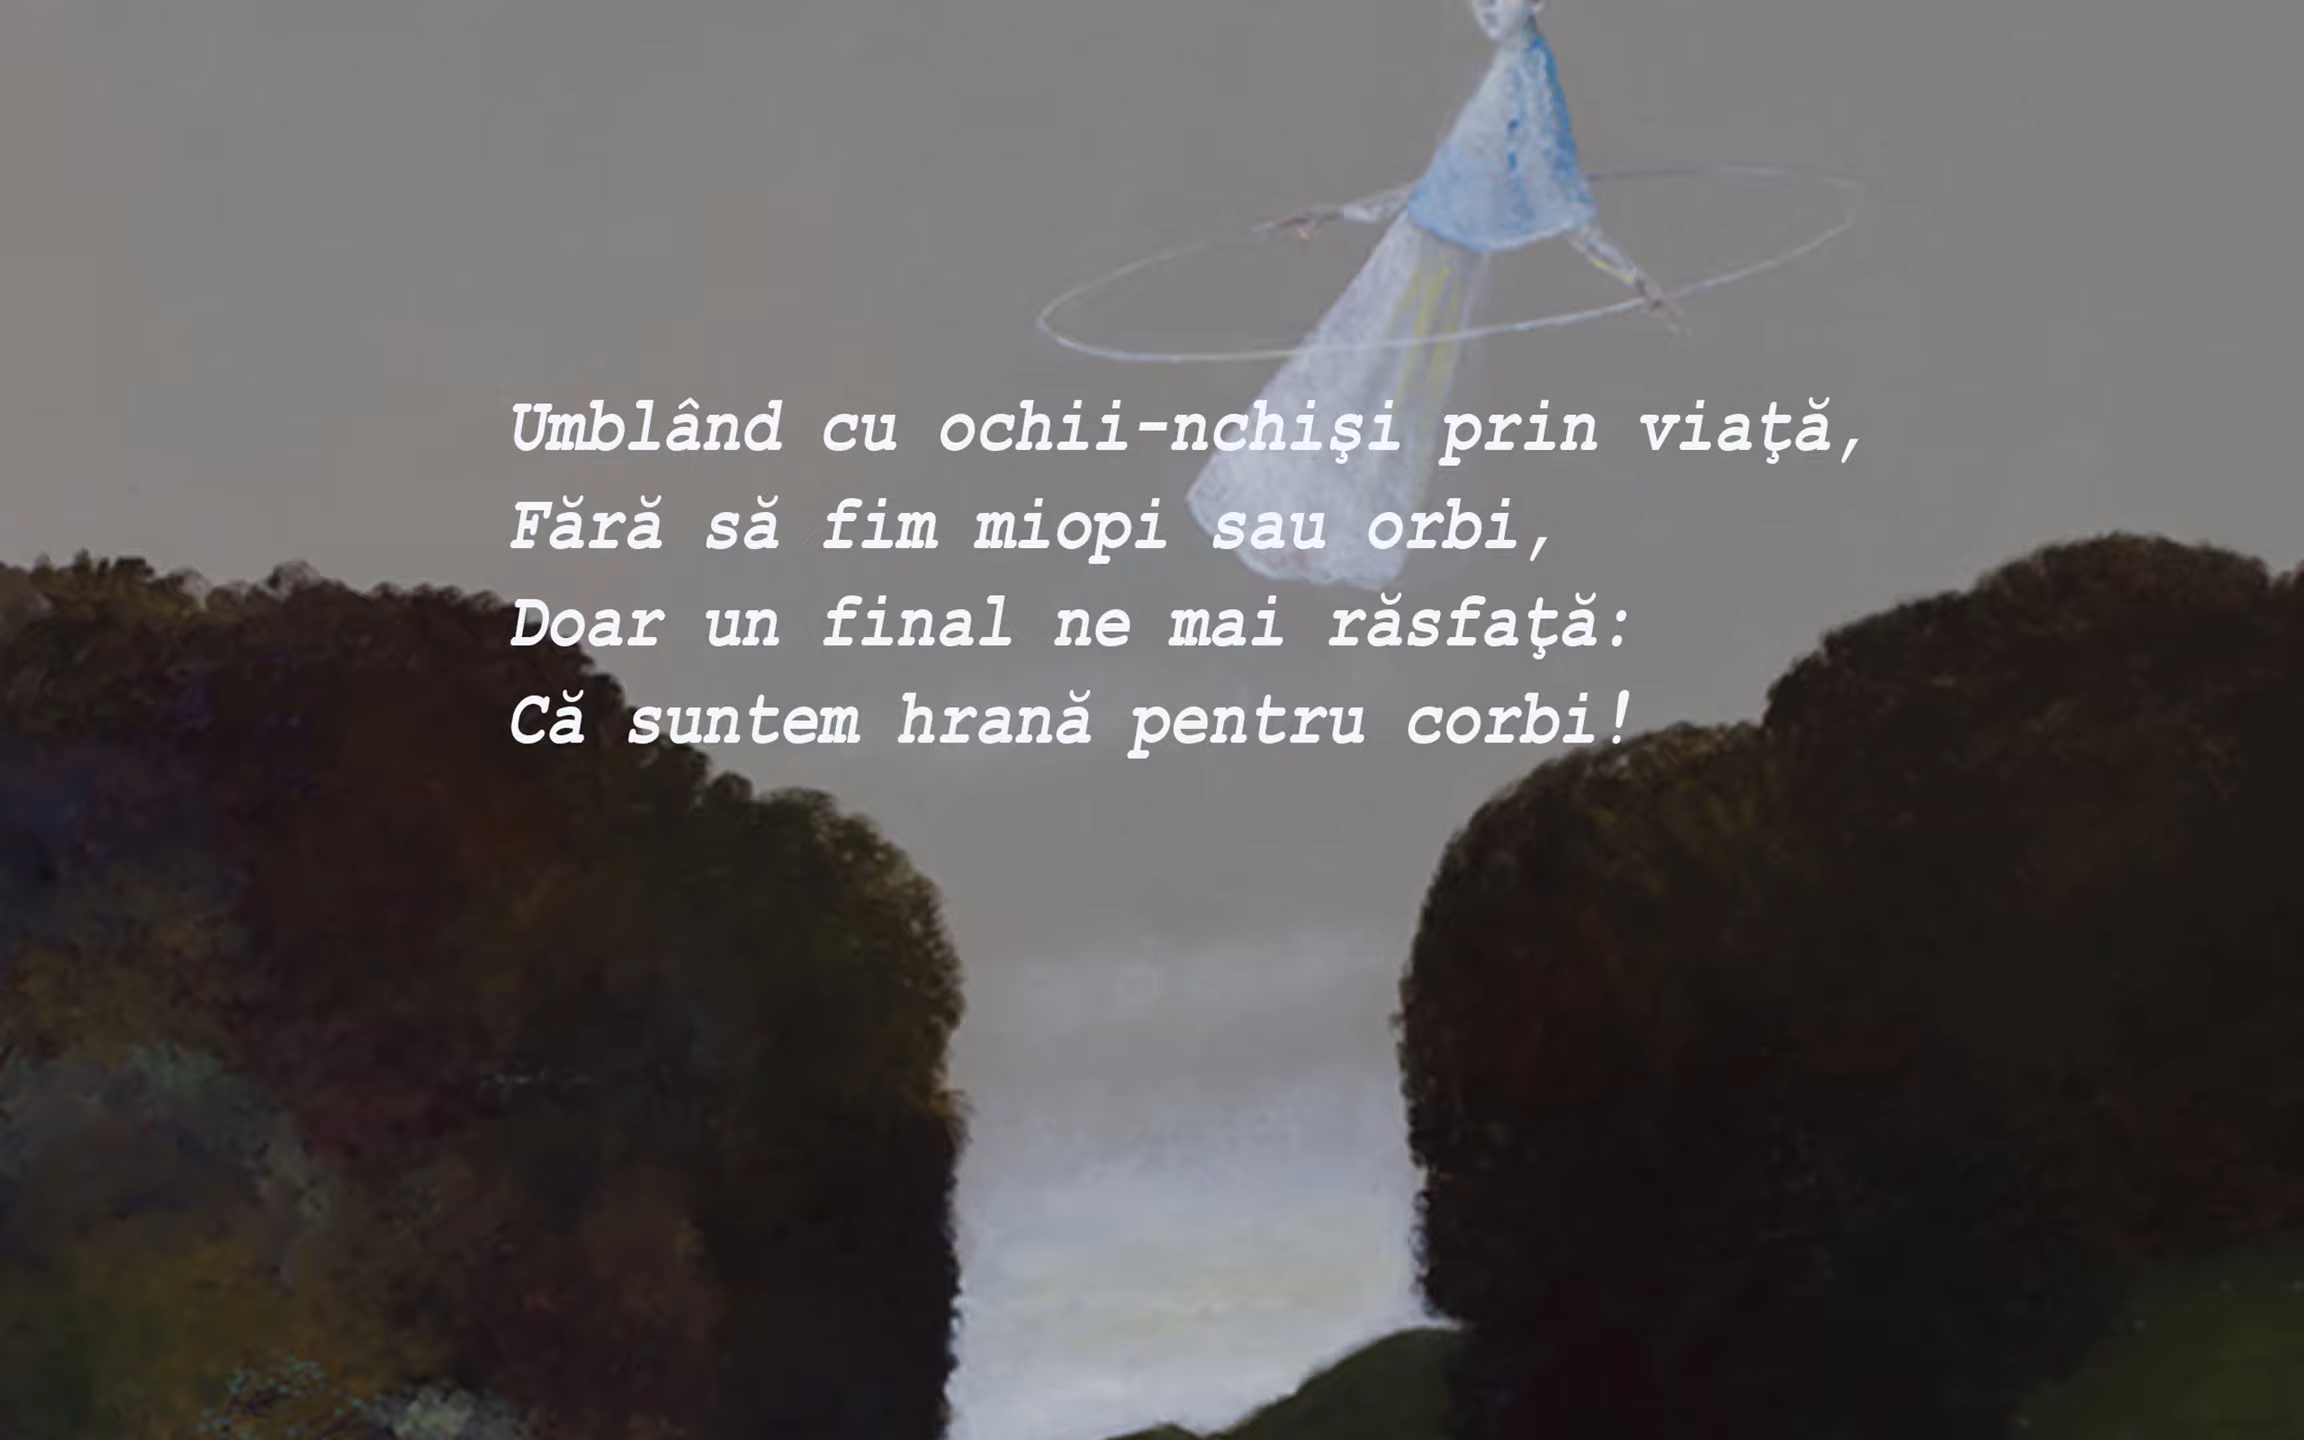 Umblând cu ochii-nchişi prin viaţă,
Fără să fim miopi sau orbi,
Doar un final ne mai răsfaţă:
Că suntem hrană pentru corbi!